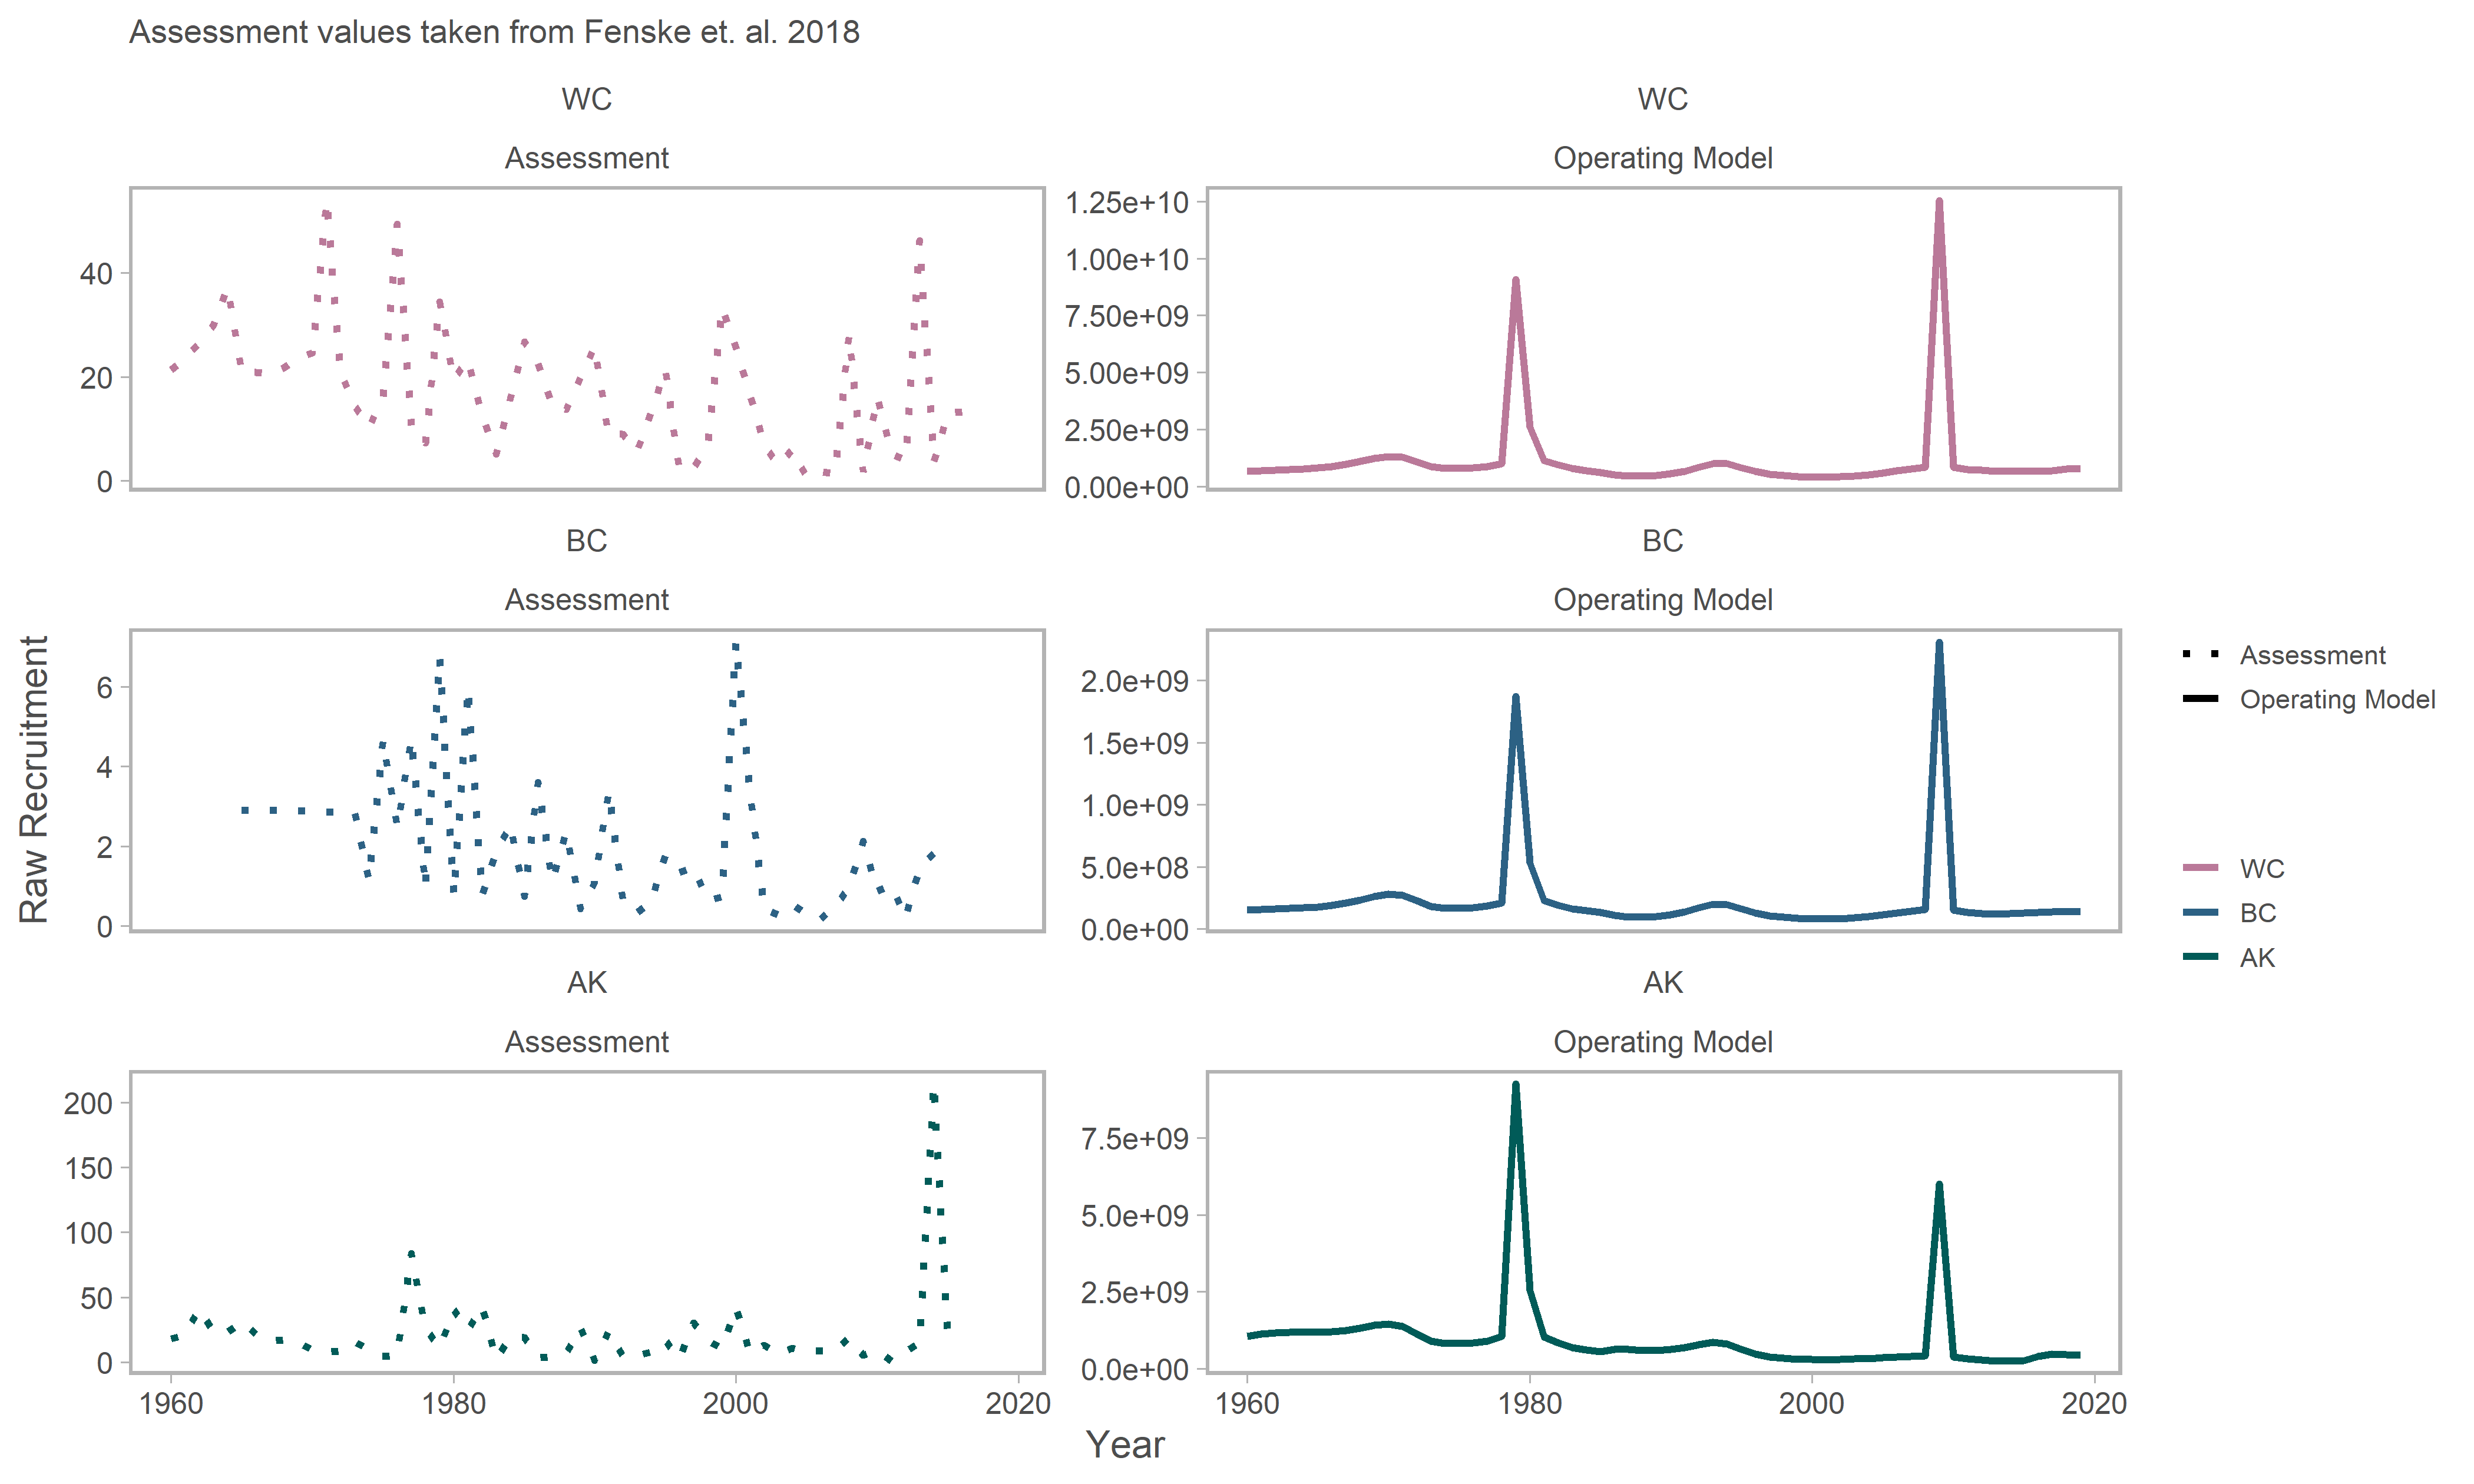 Assessment values taken from Fenske et. al. 2018
WC
Assessment
40
20
0
WC
Operating Model
1.25e+10
1.00e+10
7.50e+09
5.00e+09
2.50e+09
0.00e+00
BC
Assessment
6
4
2
0
BC
Operating Model
2.0e+09
1.5e+09
1.0e+09
5.0e+08
0.0e+00
AK
Assessment
200
150
100
50
0
1960 1980 2000 2020
AK
Operating Model
7.5e+09
5.0e+09
2.5e+09
0.0e+00
1960 1980 2000 2020
Raw Recruitment
Year
Assessment
Operating Model
WC
BC
AK